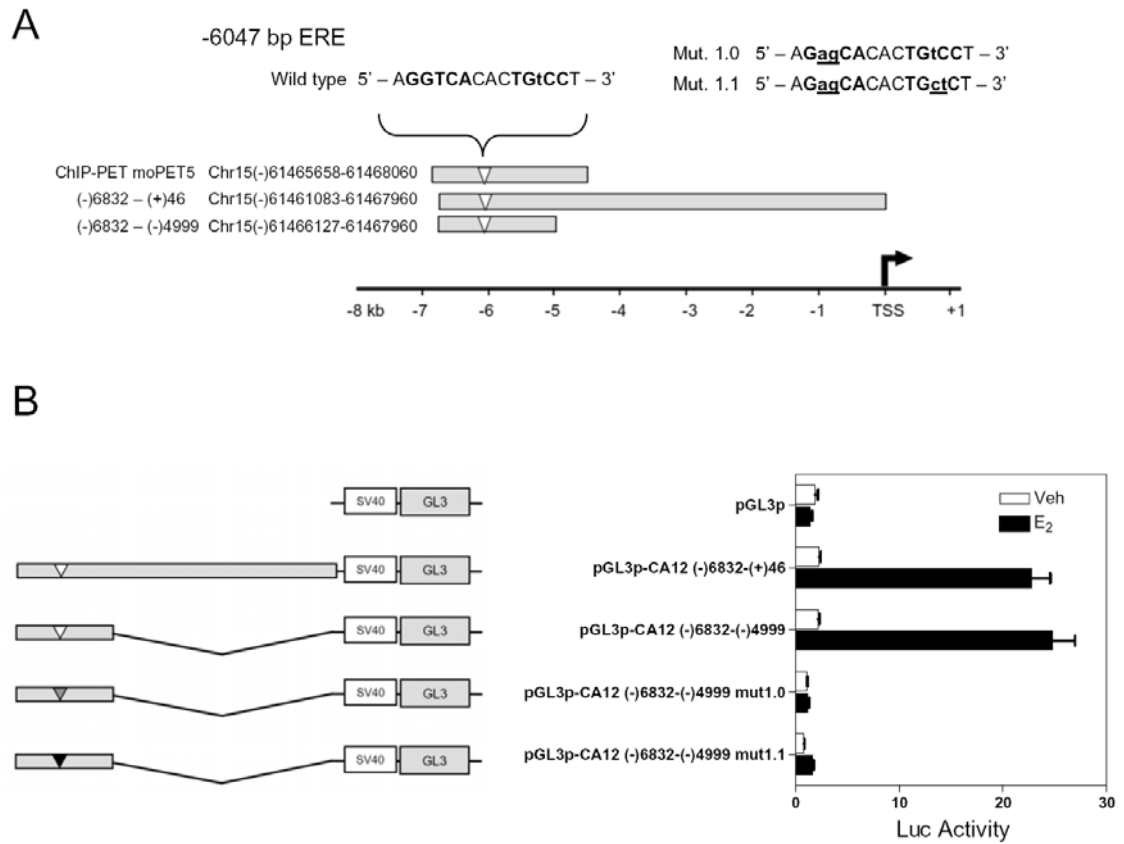 A
-6047 bp ERE
Wild type 5' – AGGTCACACTGtCCT – 3'
Mut. 1.0 5' – AGagCACACTGtCCT – 3'
Mut. 1.1 5' – AGagCACACTGctCT – 3'
ChIP-PET moPET5 Chr15(-)61465658-61468060
(-)6832 – (+)46 Chr15(-)61461083-61467960
(-)6832 – (-)4999 Chr15(-)61466127-61467960
-8 kb -7 -6 -5 -4 -3 -2 -1 TSS +1
B
SV40 GL3
SV40 GL3
SV40 GL3
SV40 GL3
SV40 GL3
pGL3p
pGL3p-CA12 (-)6832-(+)46
pGL3p-CA12 (-)6832-(-)4999
pGL3p-CA12 (-)6832-(-)4999 mut1.0
pGL3p-CA12 (-)6832-(-)4999 mut1.1
Veh
E2
0 10 20 30
Luc Activity